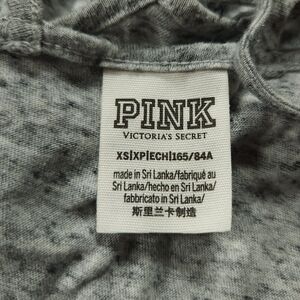 PINK
VICTORIA'S SECRET
XS|XP|ECH|165/84A
made in Sri Lanka/fabriqué au
Sri Lanka/hecho en Sri Lanka/
fabbricato in Sri Lanka/
斯里兰卡制造